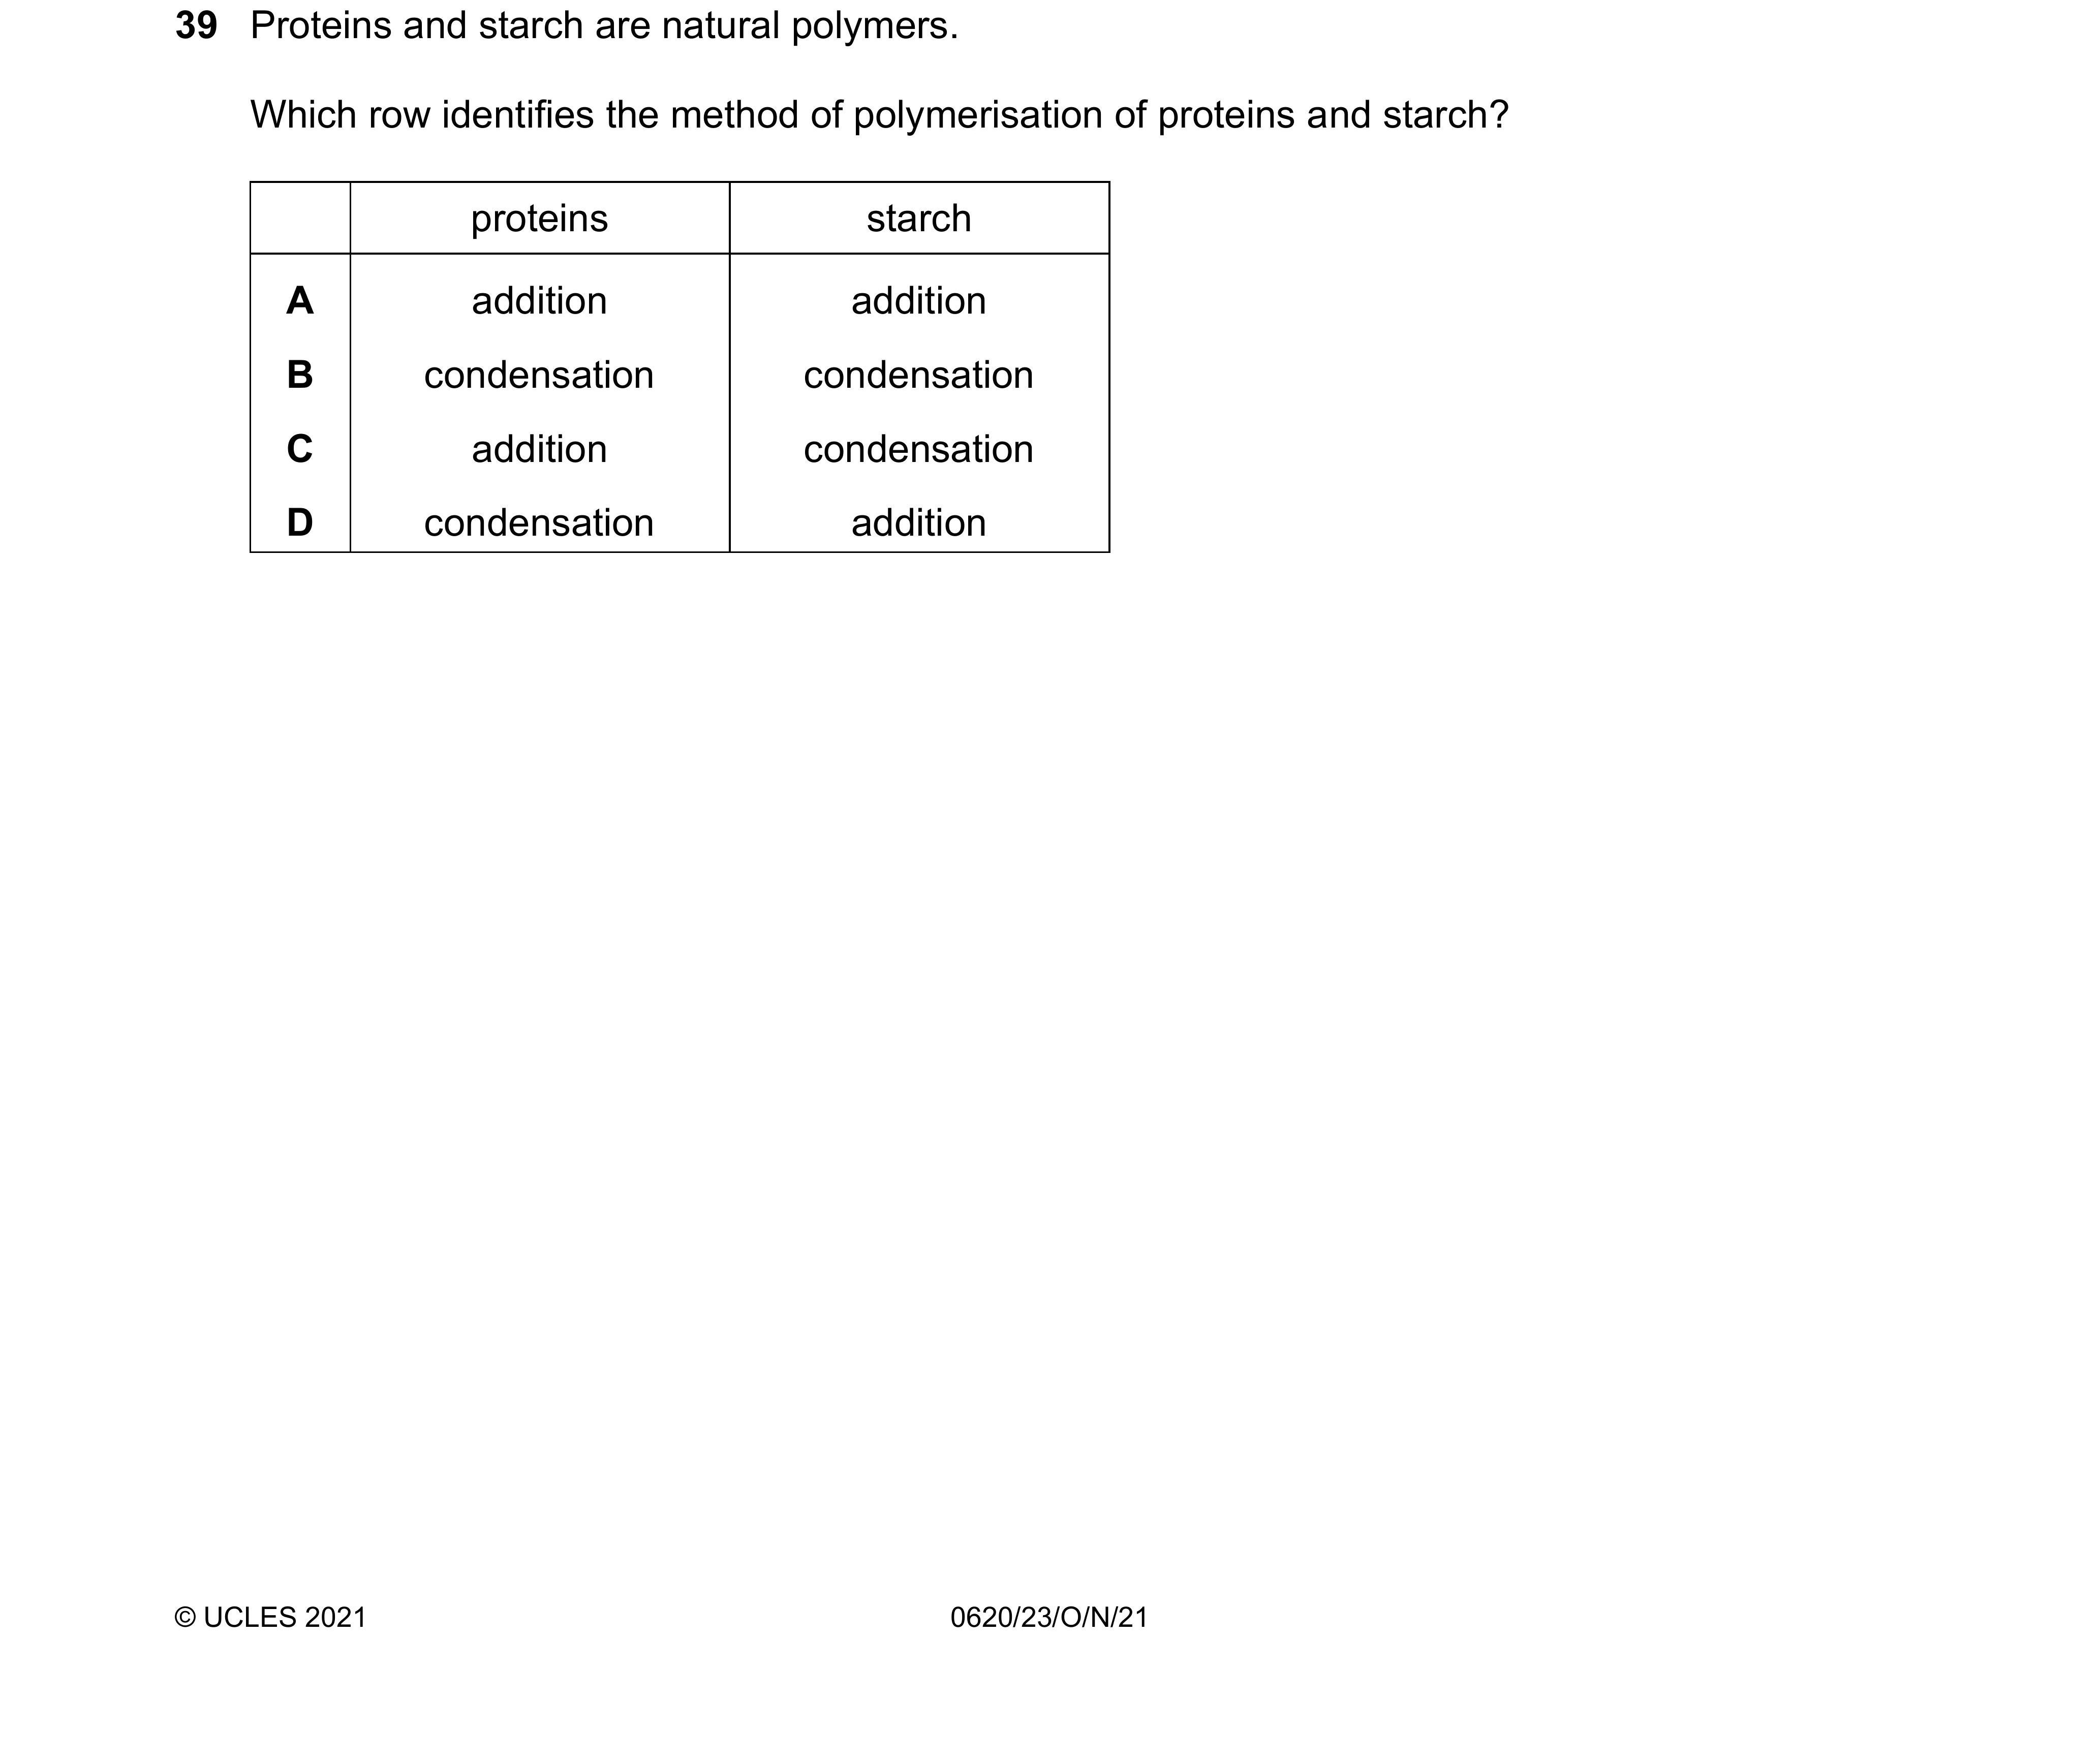 39 Proteins and starch are natural polymers.
Which row identifies the method of polymerisation of proteins and starch?
proteins starch
A addition addition
B condensation condensation
C addition condensation
D condensation addition
© UCLES 2021 0620/23/O/N/21